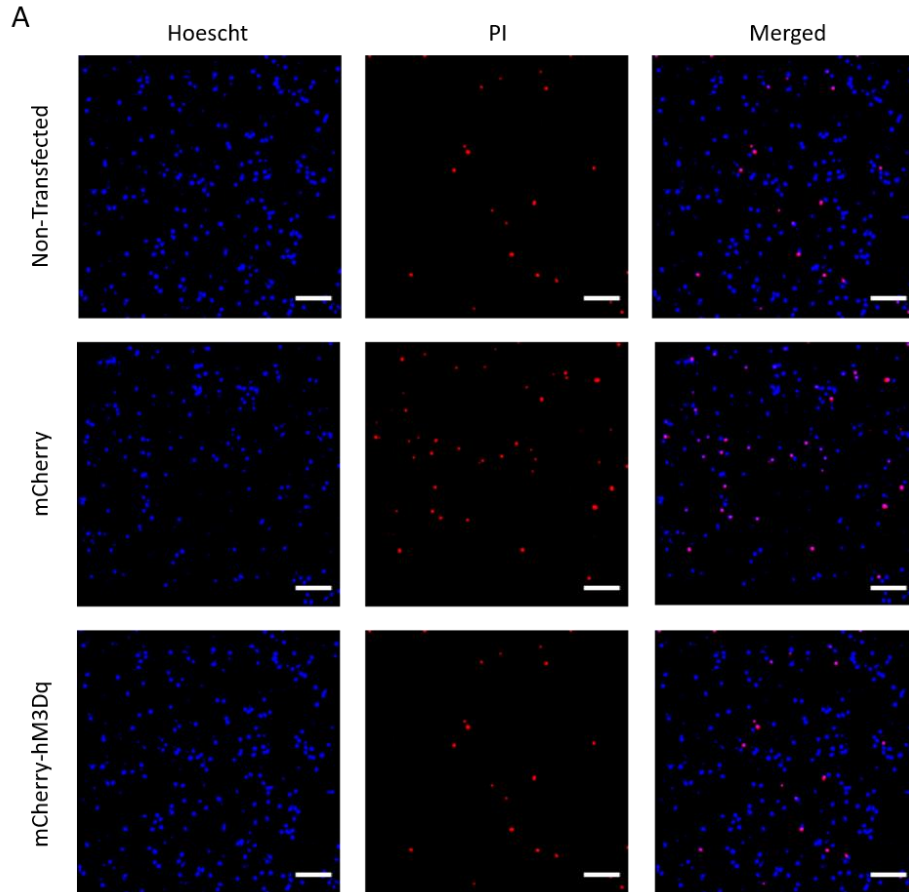 A
Hoescht PI Merged
Non-Transfected
mCherry
mCherry-hM3Dq